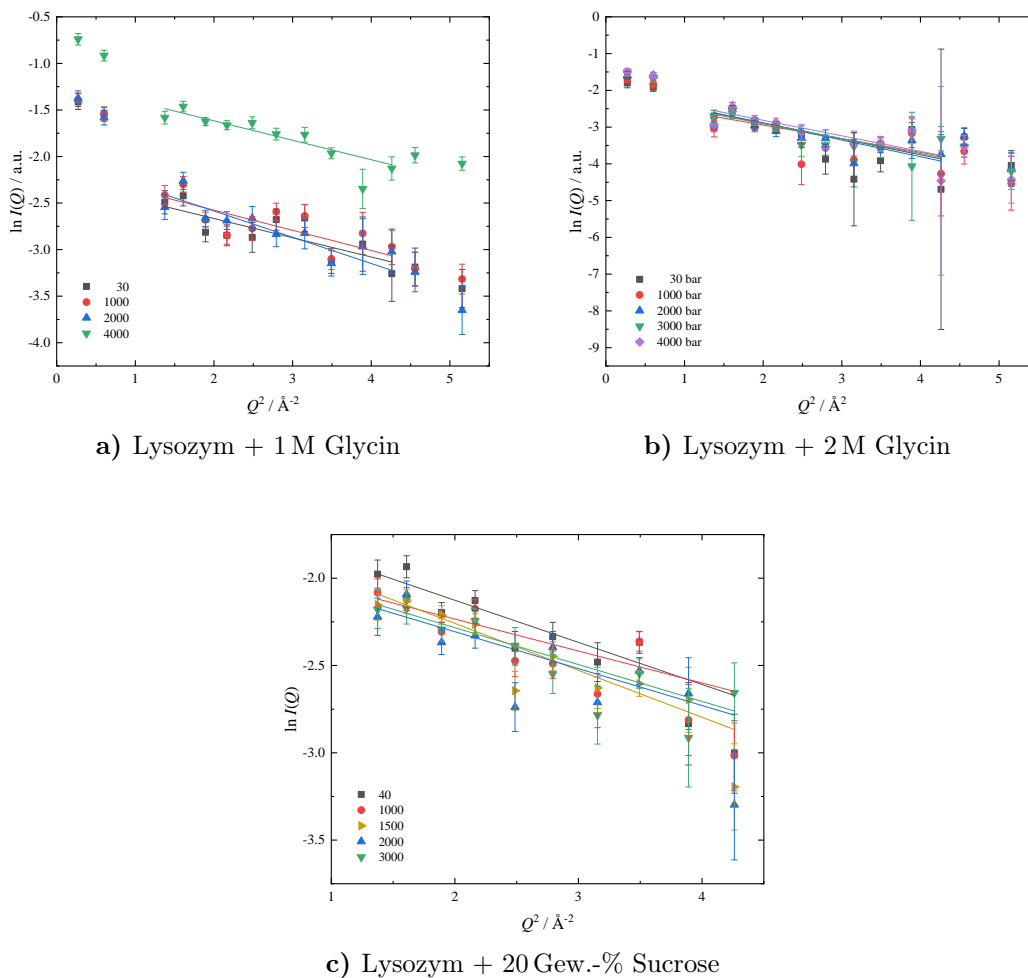 -0.5
-1.0
-1.5
-2.0
-2.5
-3.0
-3.5
-4.0
ln I(Q) / a.u.
30
1000
2000
4000
0 1 2 3 4 5
Q² / Å⁻²
a) Lysozym + 1 M Glycin
0
-1
-2
-3
-4
-5
-6
-7
-8
-9
ln I(Q) / a.u.
30 bar
1000 bar
2000 bar
3000 bar
4000 bar
0 1 2 3 4 5
Q² / Å²
b) Lysozym + 2 M Glycin
-2.0
-2.5
-3.0
-3.5
ln I(Q)
40
1000
1500
2000
3000
1 2 3 4
Q² / Å⁻²
c) Lysozym + 20 Gew.-% Sucrose